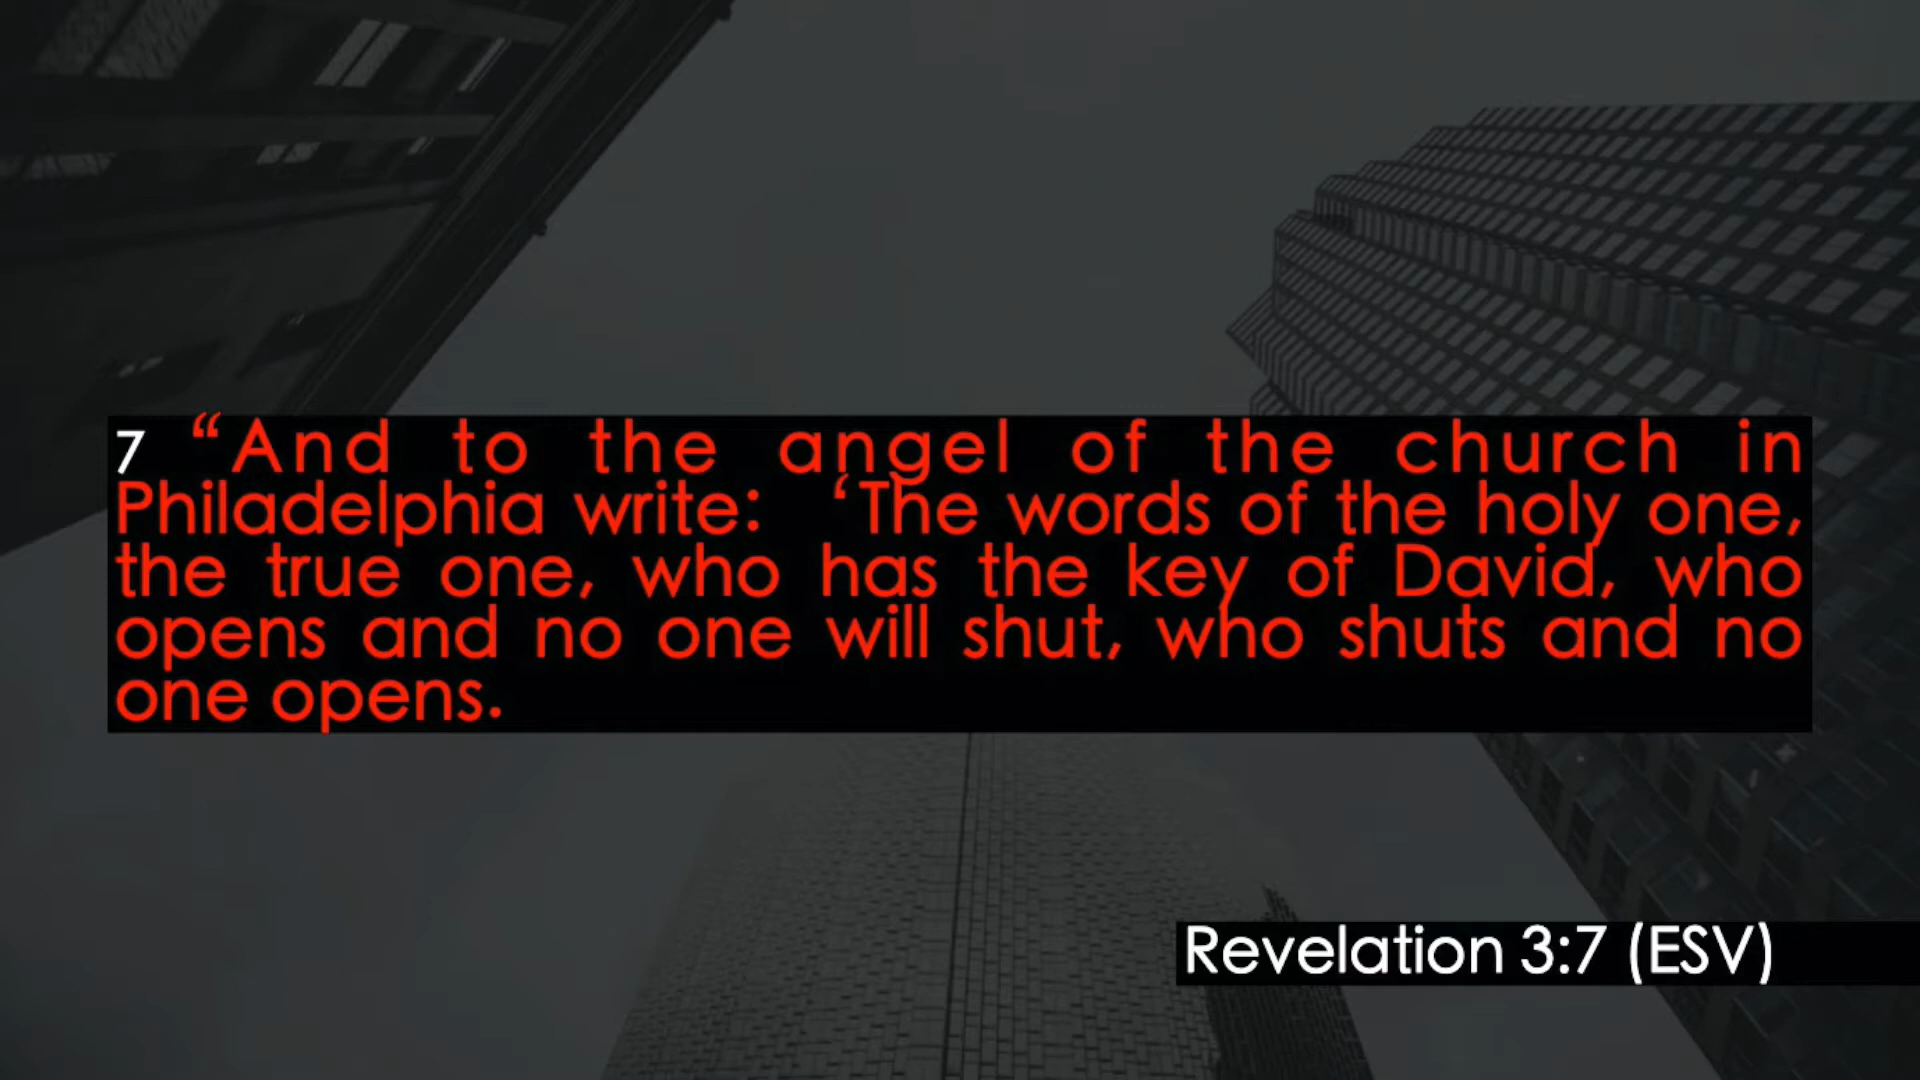 7 “And to the angel of the church in
Philadelphia write: ‘The words of the holy one,
the true one, who has the key of David, who
opens and no one will shut, who shuts and no
one opens.
Revelation 3:7 (ESV)